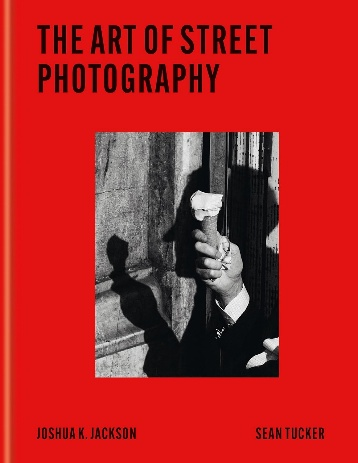 THE ART OF STREET
PHOTOGRAPHY
JOSHUA K. JACKSON
SEAN TUCKER